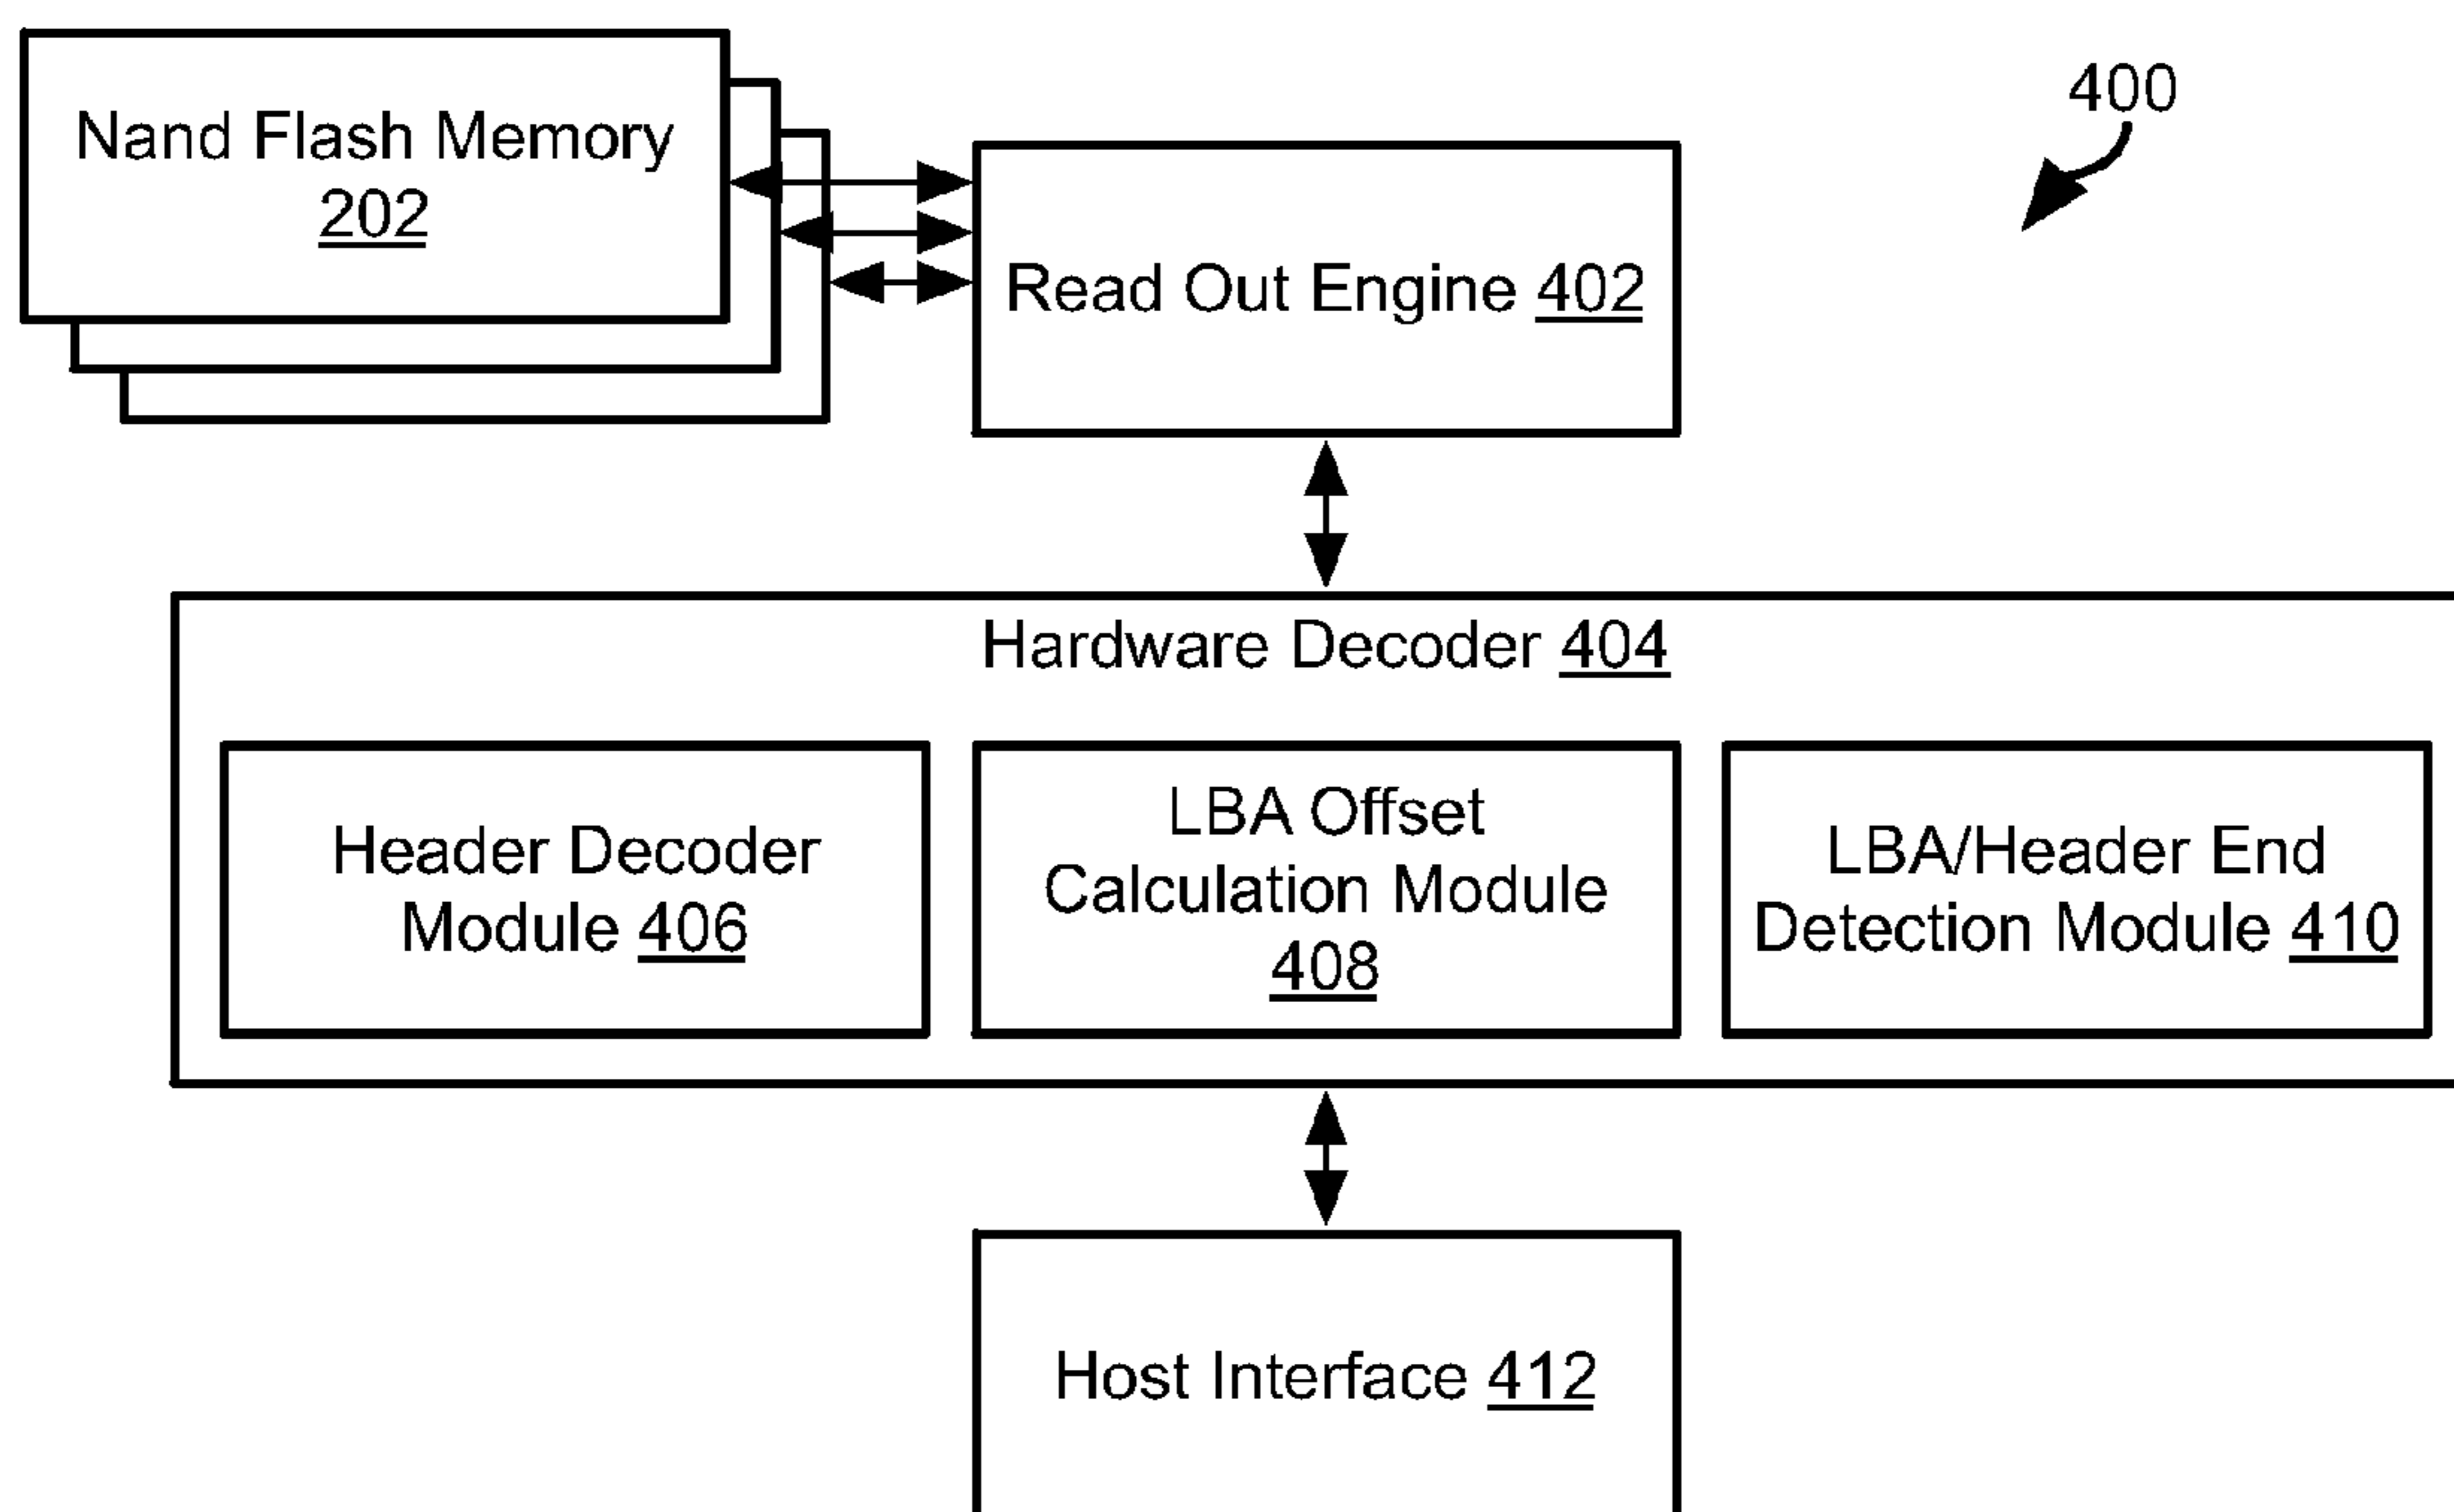 Nand Flash Memory
202
400
Read Out Engine 402
Hardware Decoder 404
Header Decoder
Module 406
LBA Offset
Calculation Module
408
LBA/Header End
Detection Module 410
Host Interface 412